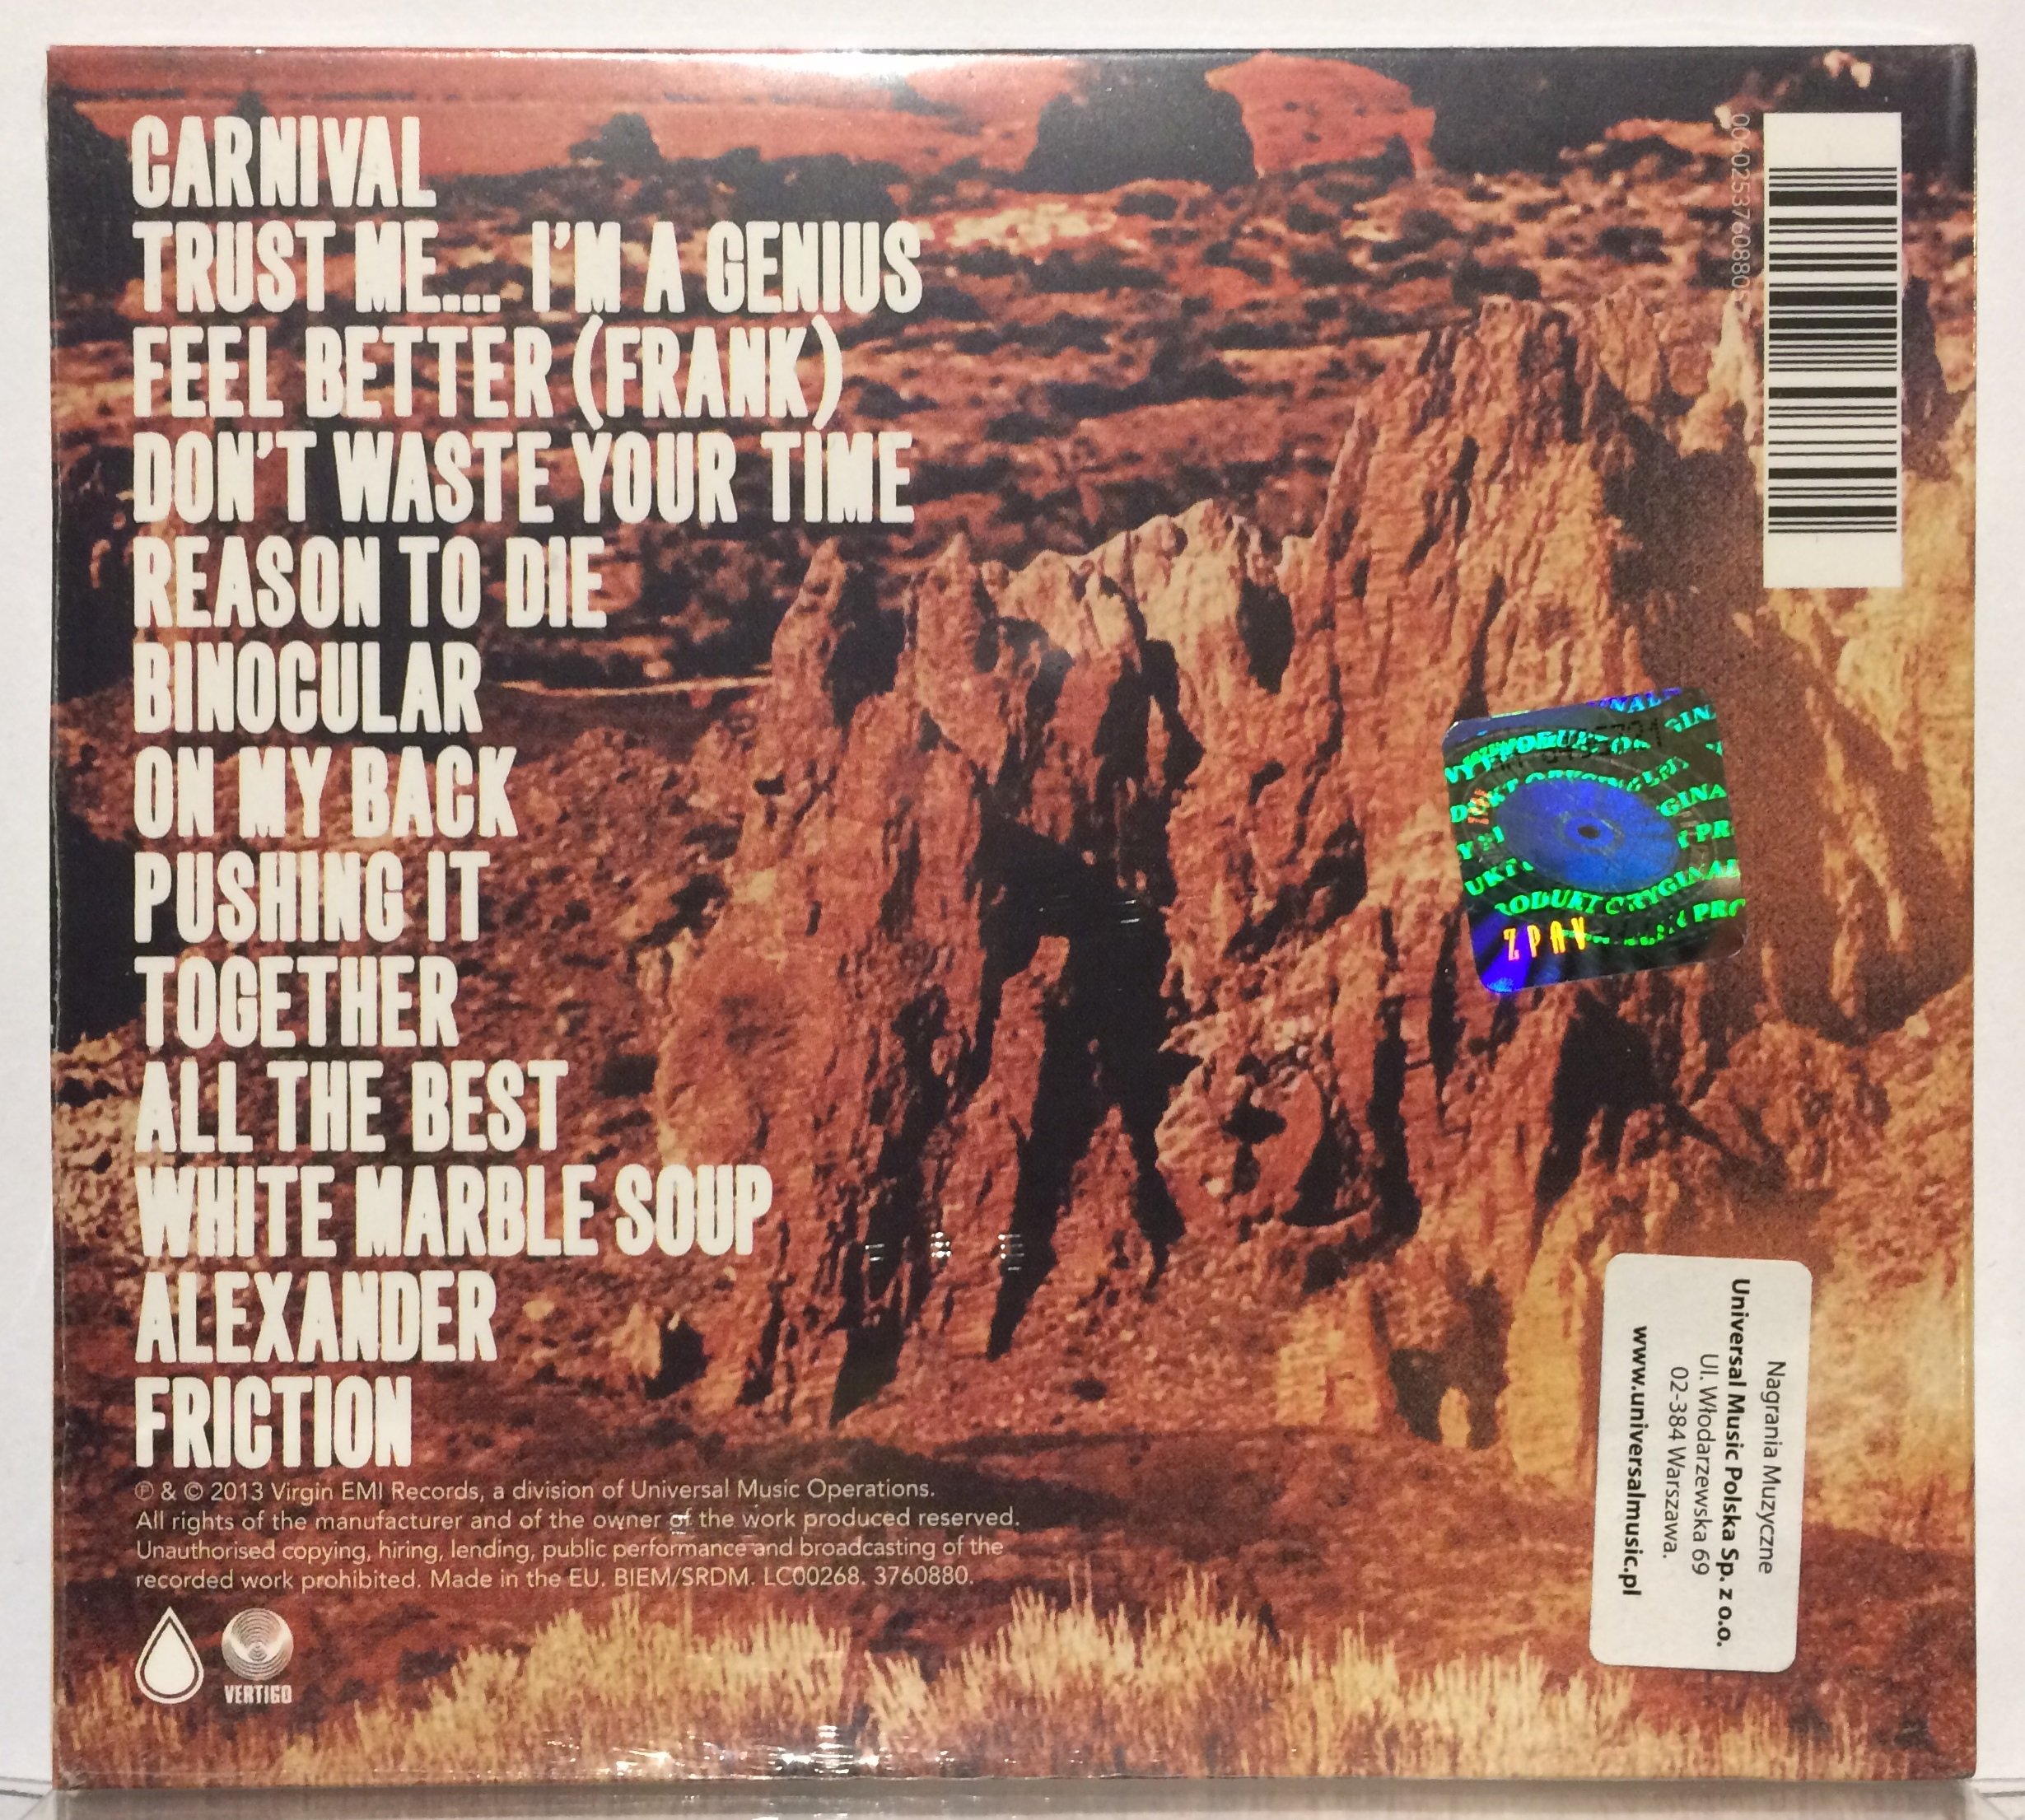 CARNIVAL
TRUST ME... I'M A GENIUS
FEEL BETTER (FRANK)
DON'T WASTE YOUR TIME
REASON TO DIE
BINOCULAR
ON MY BACK
PUSHING IT
TOGETHER
ALL THE BEST
WHITE MARBLE SOUP
ALEXANDER
FRICTION
℗ & © 2013 Virgin EMI Records, a division of Universal Music Operations.
All rights of the manufacturer and of the owner of the work produced reserved.
Unauthorised copying, hiring, lending, public performance and broadcasting of the
recorded work prohibited. Made in the EU. BIEM/SRDM. LC00268. 3760880.
VERTIGO
ORYGINAL
PRODUKT ORYGINAL
ZPAV
Nagrania Muzyczne
Universal Music Polska Sp. z o.o.
Ul. Włodarzewska 69
02-384 Warszawa.
www.universalmusic.pl